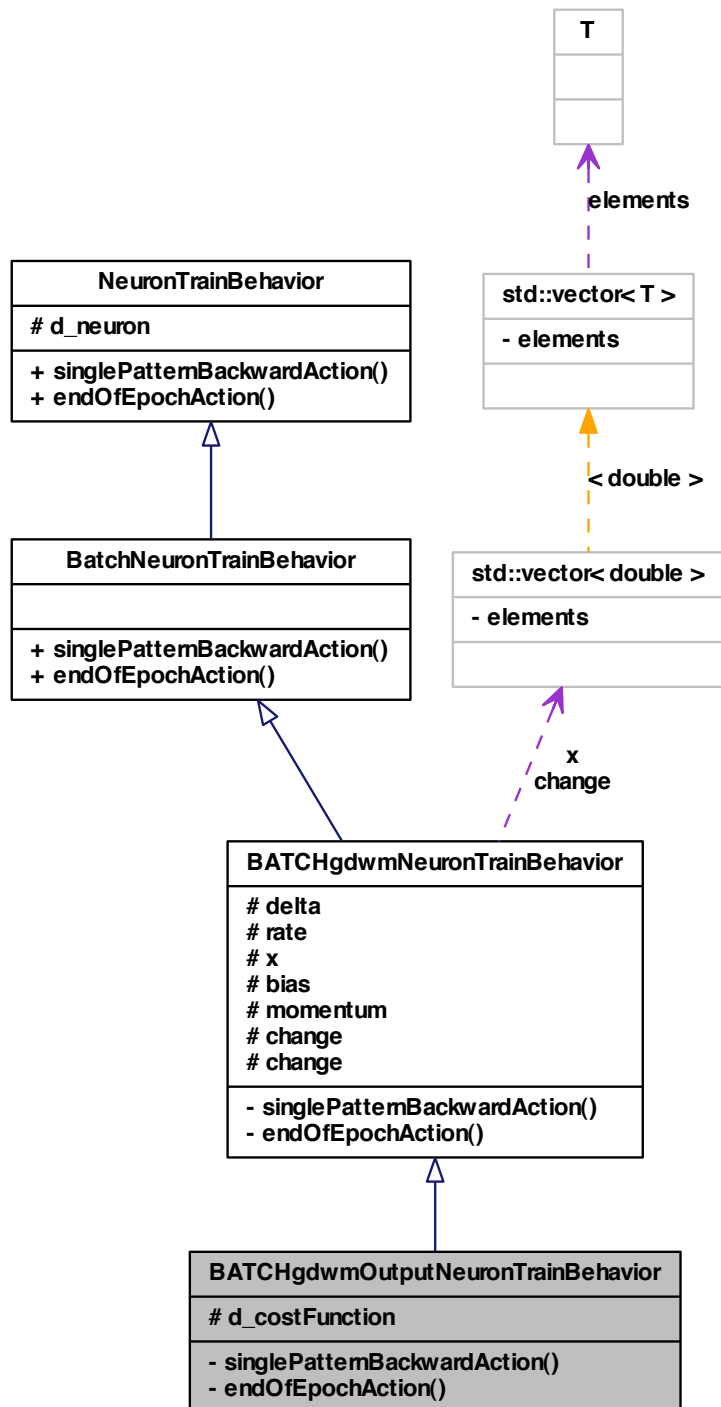 T
elements
NeuronTrainBehavior
# d_neuron
+ singlePatternBackwardAction()
+ endOfEpochAction()
std::vector< T >
- elements
< double >
BatchNeuronTrainBehavior
+ singlePatternBackwardAction()
+ endOfEpochAction()
std::vector< double >
- elements
x
change
BATCHgdwmNeuronTrainBehavior
# delta
# rate
# x
# bias
# momentum
# change
# change
- singlePatternBackwardAction()
- endOfEpochAction()
BATCHgdwmOutputNeuronTrainBehavior
# d_costFunction
- singlePatternBackwardAction()
- endOfEpochAction()